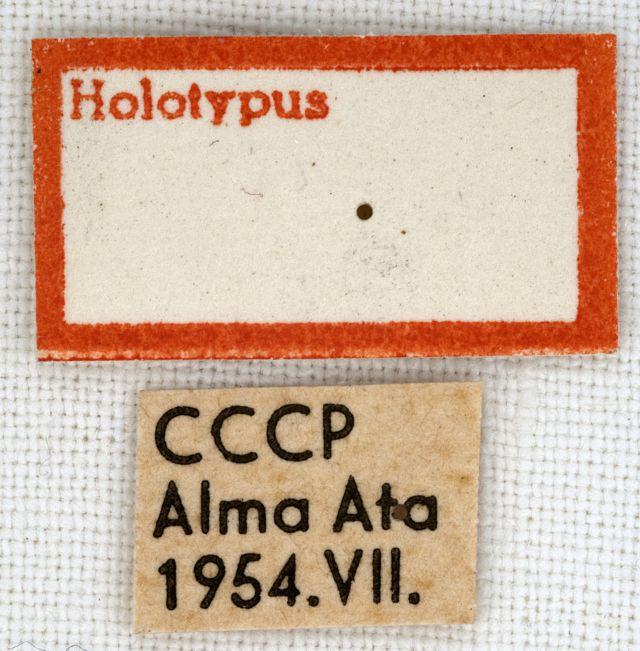 Holotypus
CCCP
Alma Ata
1954.VII.